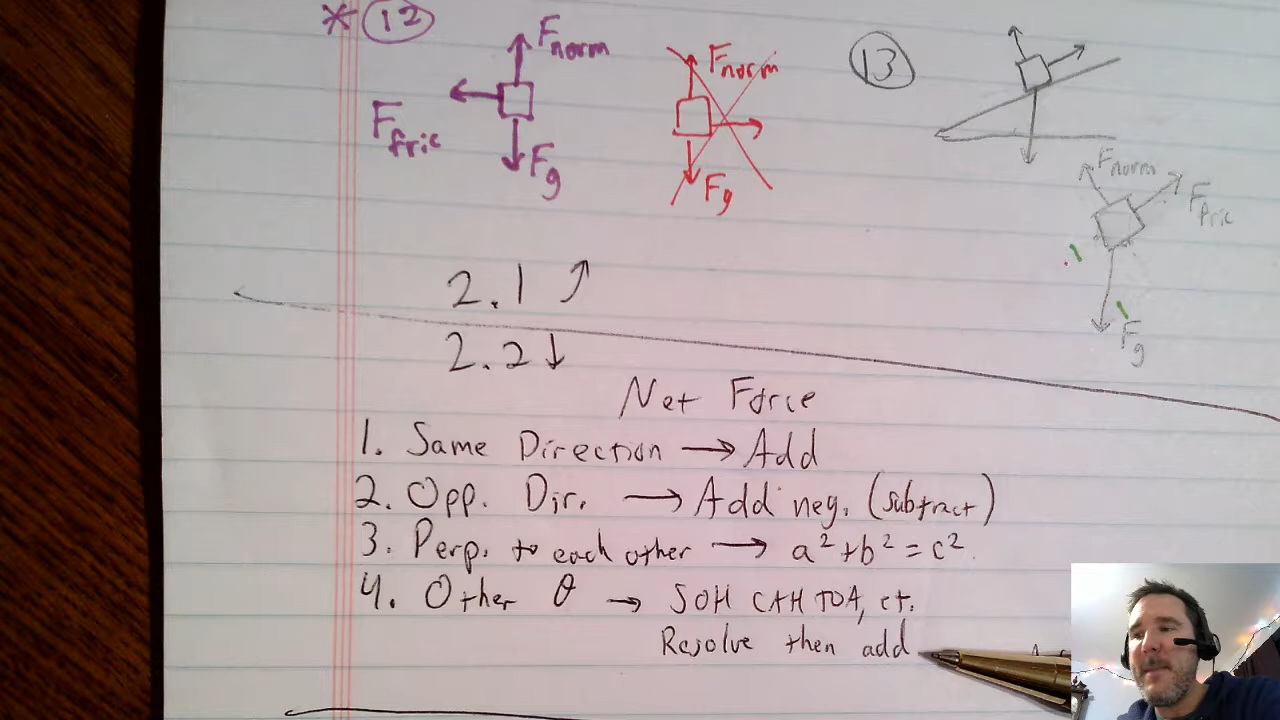 * 12
Fnorm
Ffric
Fg
Fnorm
Fg
13
Fnorm
Ffric
Fg
2.1
2.2
Net Force
1. Same Direction → Add
2. Opp. Dir. → Add neg. (subtract)
3. Perp. to each other → a² + b² = c²
4. Other θ → SOH CAH TOA, et.
Resolve then add